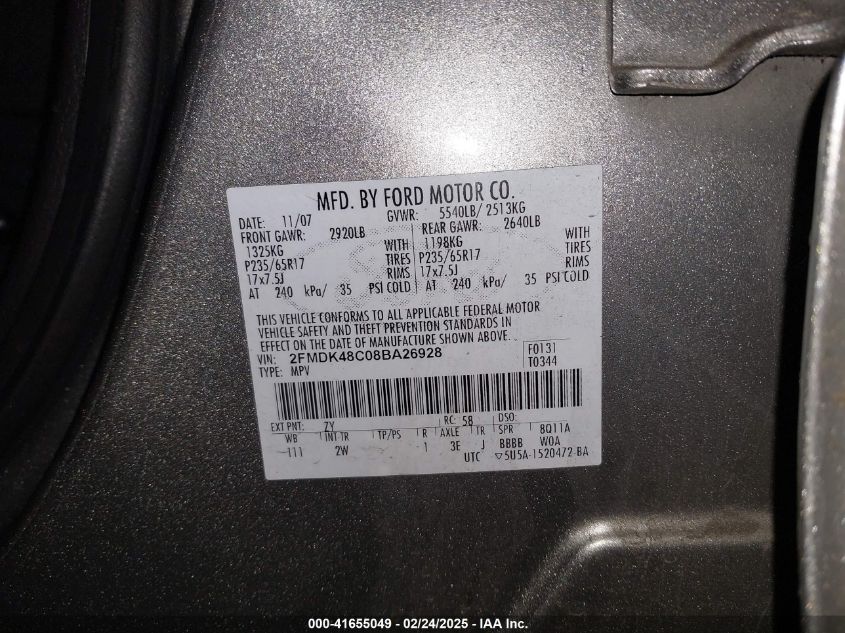 MFD. BY FORD MOTOR CO.
DATE: 11/07 GVWR: 5540LB/ 2513KG
FRONT GAWR: 2920LB REAR GAWR: 2640LB
1325KG WITH 1198KG WITH
P235/65R17 TIRES P235/65R17 TIRES
17x7.5J RIMS 17x7.5J RIMS
AT 240 kPa/ 35 PSI COLD AT 240 kPa/ 35 PSI COLD
THIS VEHICLE CONFORMS TO ALL APPLICABLE FEDERAL MOTOR
VEHICLE SAFETY AND THEFT PREVENTION STANDARDS IN
EFFECT ON THE DATE OF MANUFACTURE SHOWN ABOVE.
VIN: 2FMDK48C08BA26928 F0131
TYPE: MPV T0344
EXT PNT: ZY RC: 58 DSO:
WB INT TR TP/PS R AXLE TR SPR 8Q11A
111 2W 1 3E J BBBB W0A
UTC ▽5U5A-1520472-BA
000-41655049 - 02/24/2025 - IAA Inc.